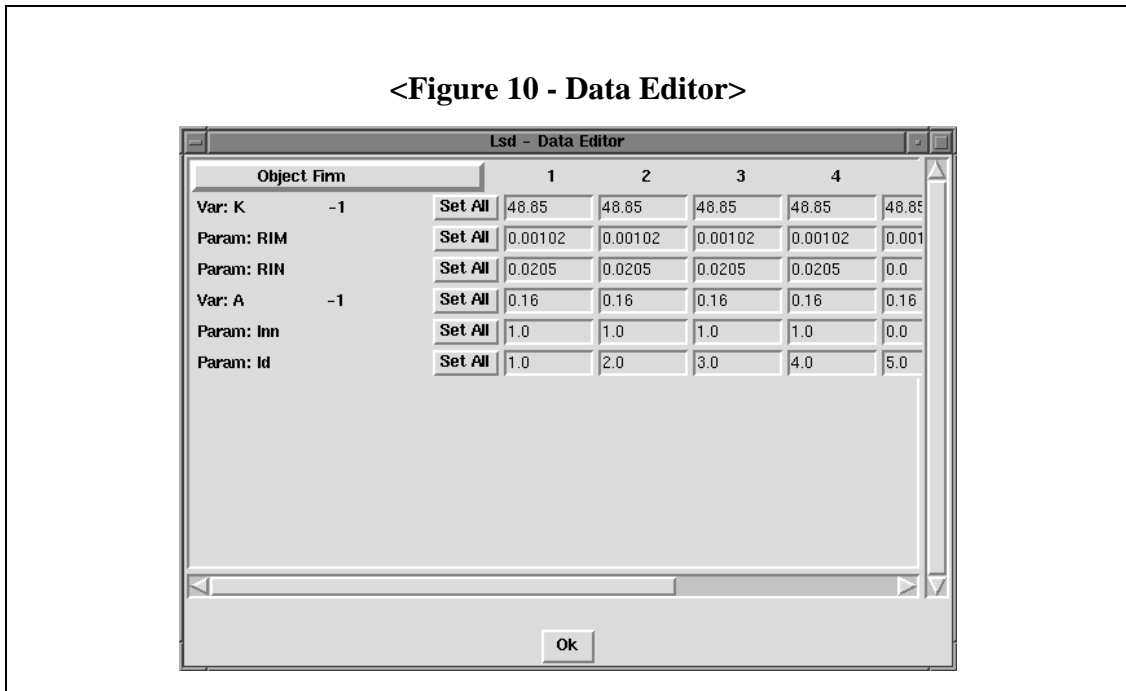 <Figure 10 - Data Editor>
Lsd - Data Editor
Object Firm 1 2 3 4
Var: K -1 Set All 48.85 48.85 48.85 48.85 48.85
Param: RIM Set All 0.00102 0.00102 0.00102 0.00102 0.001
Param: RIN Set All 0.0205 0.0205 0.0205 0.0205 0.0
Var: A -1 Set All 0.16 0.16 0.16 0.16 0.16
Param: Inn Set All 1.0 1.0 1.0 1.0 0.0
Param: Id Set All 1.0 2.0 3.0 4.0 5.0
Ok